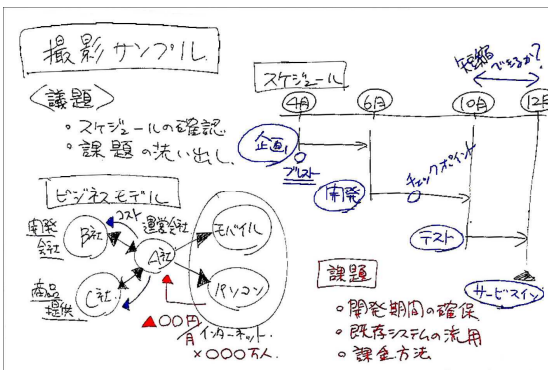 撮影サンプル
<議題>
・スケジュールの確認
・課題の洗い出し
ビジネスモデル
開発
会社
B社
コスト
運営会社
A社
商品
提供
C社
モバイル
パソコン
インターネット
▲〇〇円/月
×〇〇〇万人
スケジュール
短縮
できるか?
4月
6月
10月
12月
企画
ブレスト
開発
チェックポイント
テスト
サービスイン
課題
・開発期間の確保
・既存システムの流用
・課金方法